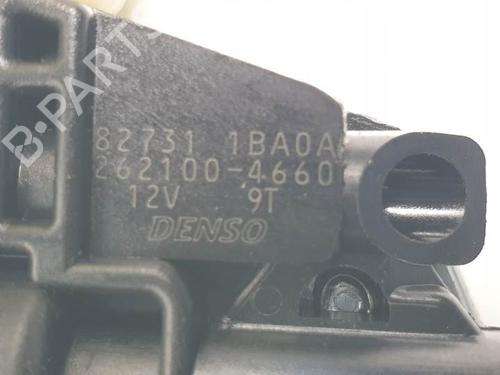 82731 1BA0A
262100-4660
12V 9T
DENSO
B-PARTS